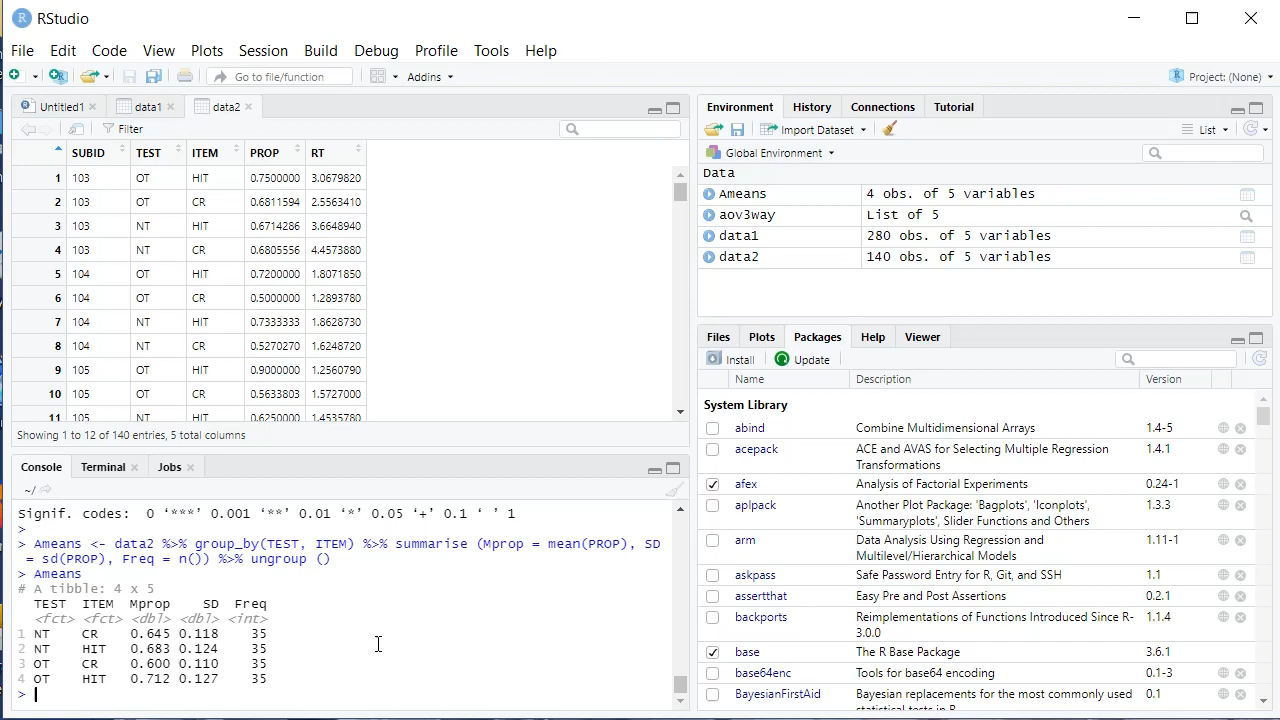 RStudio
File Edit Code View Plots Session Build Debug Profile Tools Help
Go to file/function Addins Project: (None)
Untitled1 data1 data2
Filter
SUBID TEST ITEM PROP RT
1 103 OT HIT 0.7500000 3.0679820
2 103 OT CR 0.6811594 2.5563410
3 103 NT HIT 0.6714286 3.6648940
4 103 NT CR 0.6805556 4.4573880
5 104 OT HIT 0.7200000 1.8071850
6 104 OT CR 0.5000000 1.2893780
7 104 NT HIT 0.7333333 1.8628730
8 104 NT CR 0.5270270 1.6248720
9 105 OT HIT 0.9000000 1.2560790
10 105 OT CR 0.5633803 1.5727000
11 105 NT HIT 0.6250000 1.4535780
Showing 1 to 12 of 140 entries, 5 total columns
Console Terminal Jobs
~/
Signif. codes:  0 ‘***’ 0.001 ‘**’ 0.01 ‘*’ 0.05 ‘+’ 0.1 ‘ ’ 1
>
> Ameans <- data2 %>% group_by(TEST, ITEM) %>% summarise (Mprop = mean(PROP), SD
= sd(PROP), Freq = n()) %>% ungroup ()
> Ameans
# A tibble: 4 x 5
TEST ITEM Mprop SD Freq
<fct> <fct> <dbl> <dbl> <int>
1 NT CR 0.645 0.118 35
2 NT HIT 0.683 0.124 35
3 OT CR 0.600 0.110 35
4 OT HIT 0.712 0.127 35
>
Environment History Connections Tutorial
Import Dataset List
Global Environment
Data
Ameans 4 obs. of 5 variables
aov3way List of 5
data1 280 obs. of 5 variables
data2 140 obs. of 5 variables
Files Plots Packages Help Viewer
Install Update
Name Description Version
System Library
abind Combine Multidimensional Arrays 1.4-5
acepack ACE and AVAS for Selecting Multiple Regression 1.4.1
Transformations
afex Analysis of Factorial Experiments 0.24-1
aplpack Another Plot Package: 'Bagplots', 'Iconplots', 1.3.3
'Summaryplots', Slider Functions and Others
arm Data Analysis Using Regression and 1.11-1
Multilevel/Hierarchical Models
askpass Safe Password Entry for R, Git, and SSH 1.1
assertthat Easy Pre and Post Assertions 0.2.1
backports Reimplementations of Functions Introduced Since R- 1.1.4
3.0.0
base The R Base Package 3.6.1
base64enc Tools for base64 encoding 0.1-3
BayesianFirstAid Bayesian replacements for the most commonly used 0.1
statistical tests in R